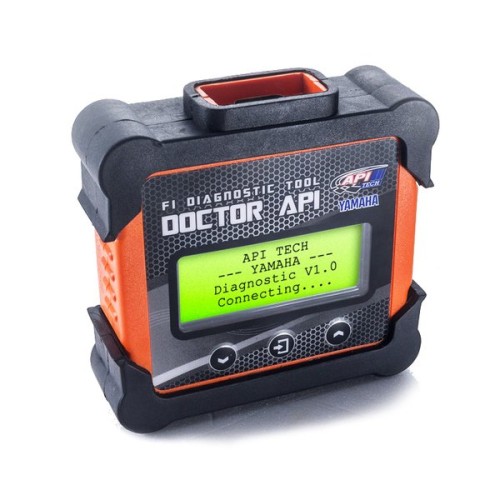 FI DIAGNOSTIC TOOL
DOCTOR API
API
TECH
YAMAHA
API TECH
--- YAMAHA ---
Diagnostic V1.0
Connecting....